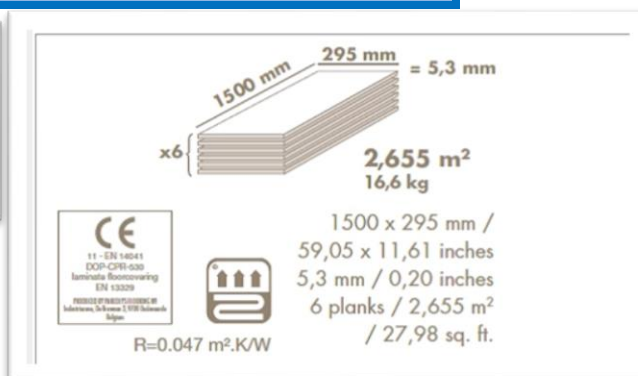 295 mm
1500 mm
= 5,3 mm
x6
2,655 m²
16,6 kg
CE
11 - EN 14041
DOP-CPR-530
laminate floorcovering
EN 13329
1500 x 295 mm /
59,05 x 11,61 inches
5,3 mm / 0,20 inches
6 planks / 2,655 m²
/ 27,98 sq. ft.
R=0.047 m².K/W